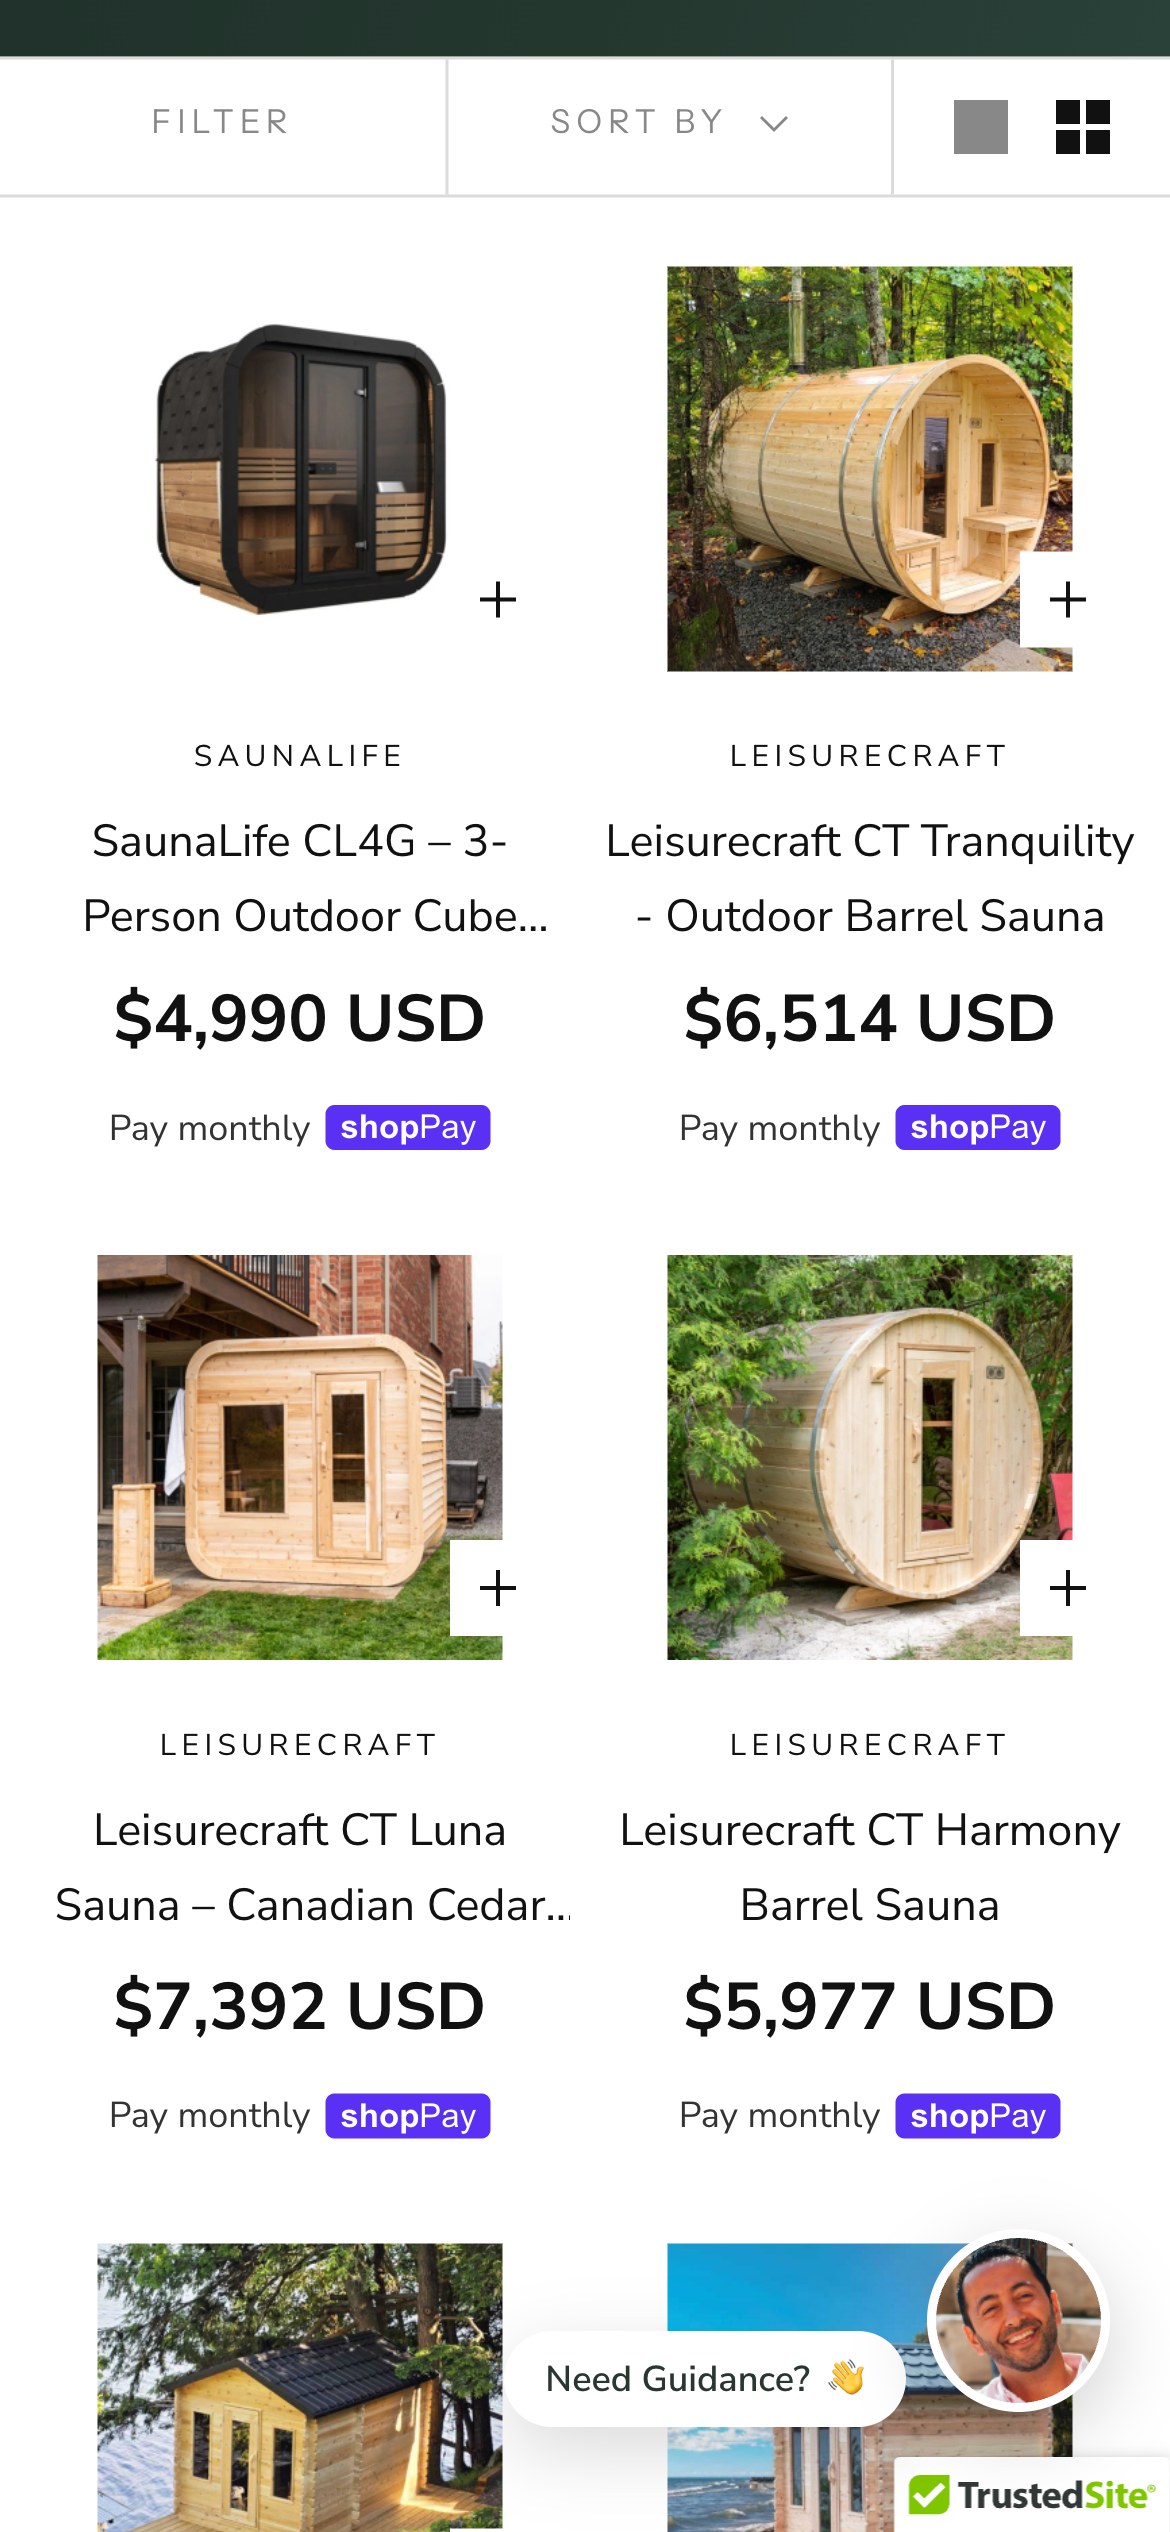 FILTER
SORT BY
SAUNALIFE
SaunaLife CL4G – 3-
Person Outdoor Cube...
$4,990 USD
Pay monthly shopPay
LEISURECRAFT
Leisurecraft CT Tranquility
- Outdoor Barrel Sauna
$6,514 USD
Pay monthly shopPay
LEISURECRAFT
Leisurecraft CT Luna
Sauna – Canadian Cedar...
$7,392 USD
Pay monthly shopPay
LEISURECRAFT
Leisurecraft CT Harmony
Barrel Sauna
$5,977 USD
Pay monthly shopPay
Need Guidance? 👋
TrustedSite®